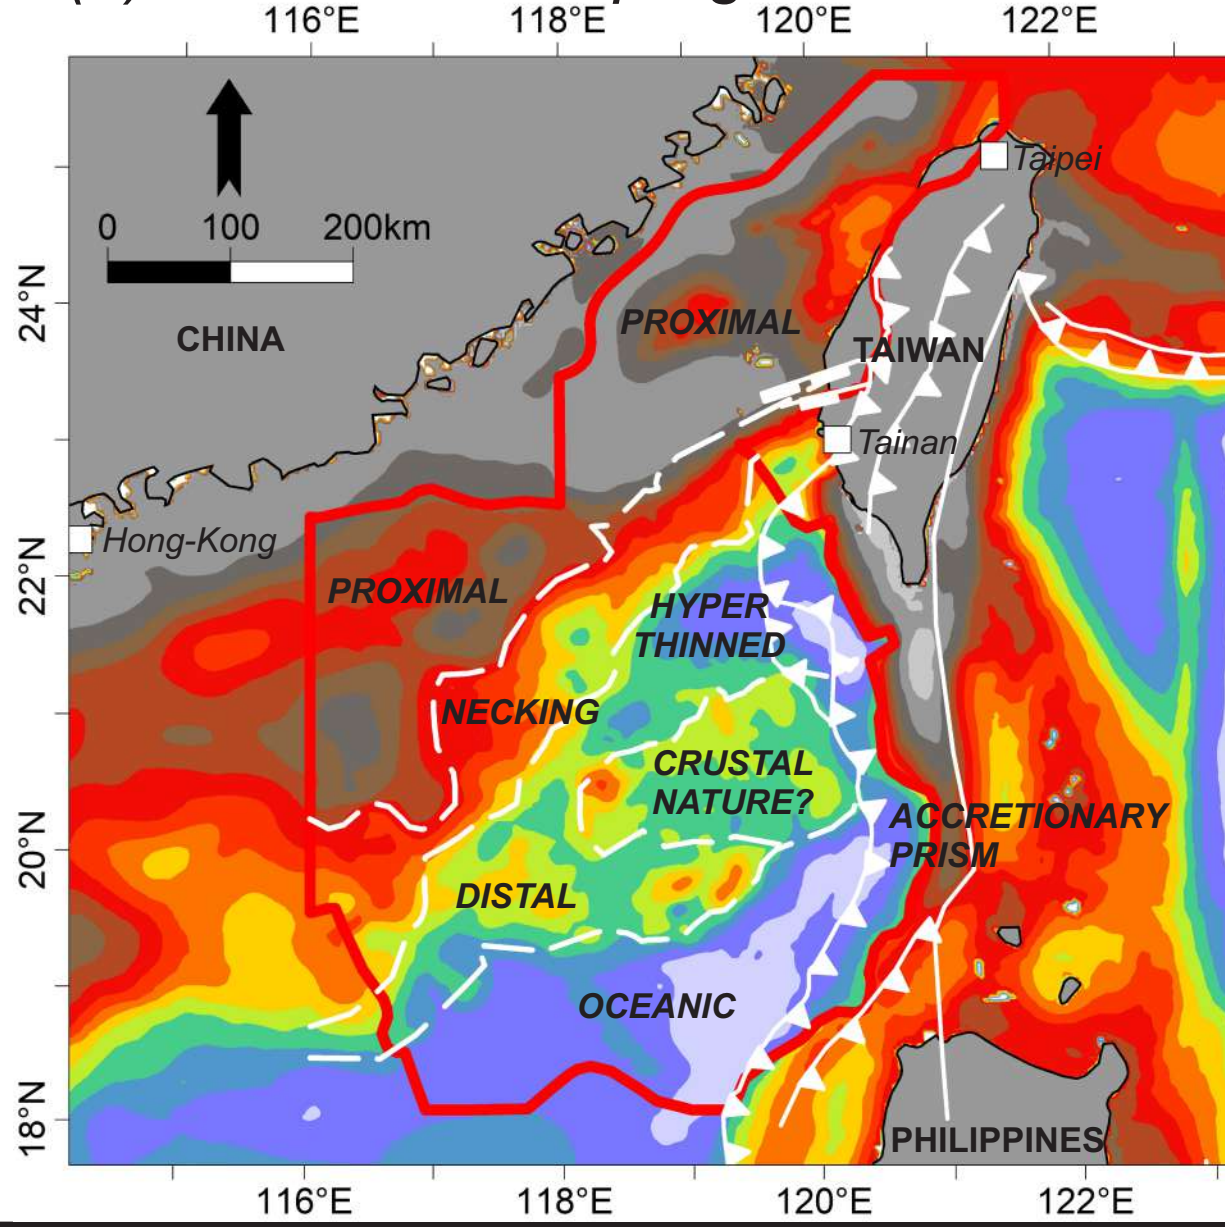 116°E 118°E 120°E 122°E
Taipei
0 100 200km
24°N
CHINA
PROXIMAL
TAIWAN
Tainan
Hong-Kong
22°N
PROXIMAL
HYPER
THINNED
NECKING
CRUSTAL
NATURE?
20°N
ACCRETIONARY
PRISM
DISTAL
OCEANIC
18°N
PHILIPPINES
116°E 118°E 120°E 122°E